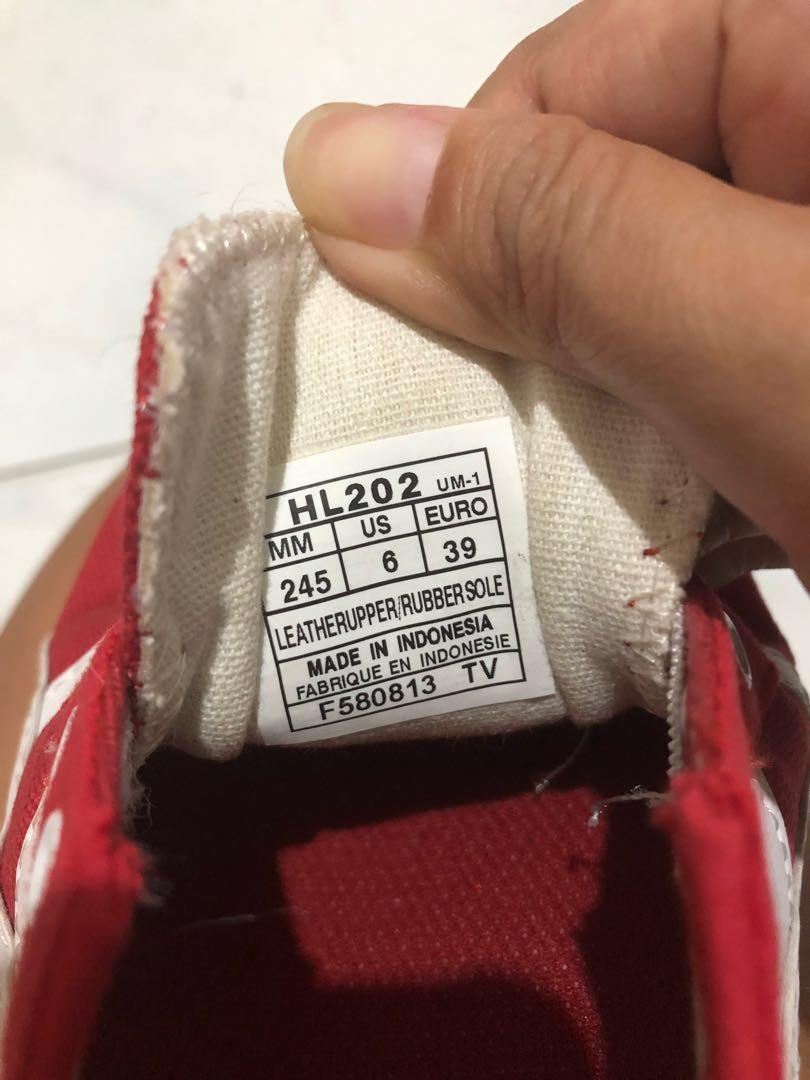 HL202 UM-1
MM US EURO
245 6 39
LEATHERUPPER/RUBBERSOLE
MADE IN INDONESIA
FABRIQUE EN INDONESIE
F580813 TV